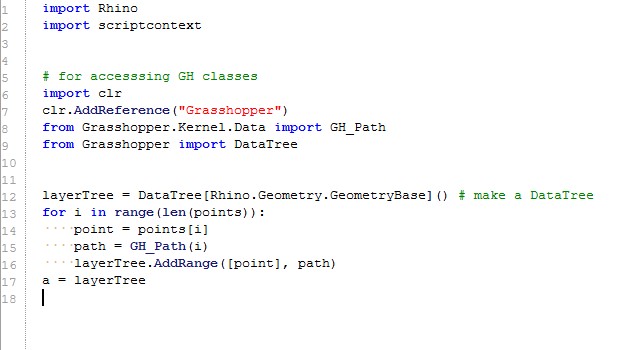 1 import Rhino
2 import scriptcontext
3
4
5 # for accesssing GH classes
6 import clr
7 clr.AddReference("Grasshopper")
8 from Grasshopper.Kernel.Data import GH_Path
9 from Grasshopper import DataTree
10
11
12 layerTree = DataTree[Rhino.Geometry.GeometryBase]() # make a DataTree
13 for i in range(len(points)):
14 ····point = points[i]
15 ····path = GH_Path(i)
16 ····layerTree.AddRange([point], path)
17 a = layerTree
18